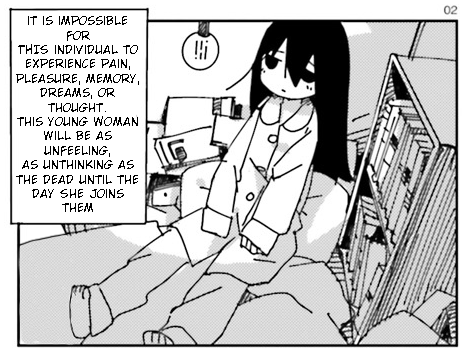 02
IT IS IMPOSSIBLE
FOR
THIS INDIVIDUAL TO
EXPERIENCE PAIN,
PLEASURE, MEMORY,
DREAMS, OR
THOUGHT.
THIS YOUNG WOMAN
WILL BE AS
UNFEELING,
AS UNTHINKING AS
THE DEAD UNTIL THE
DAY SHE JOINS
THEM
!!i